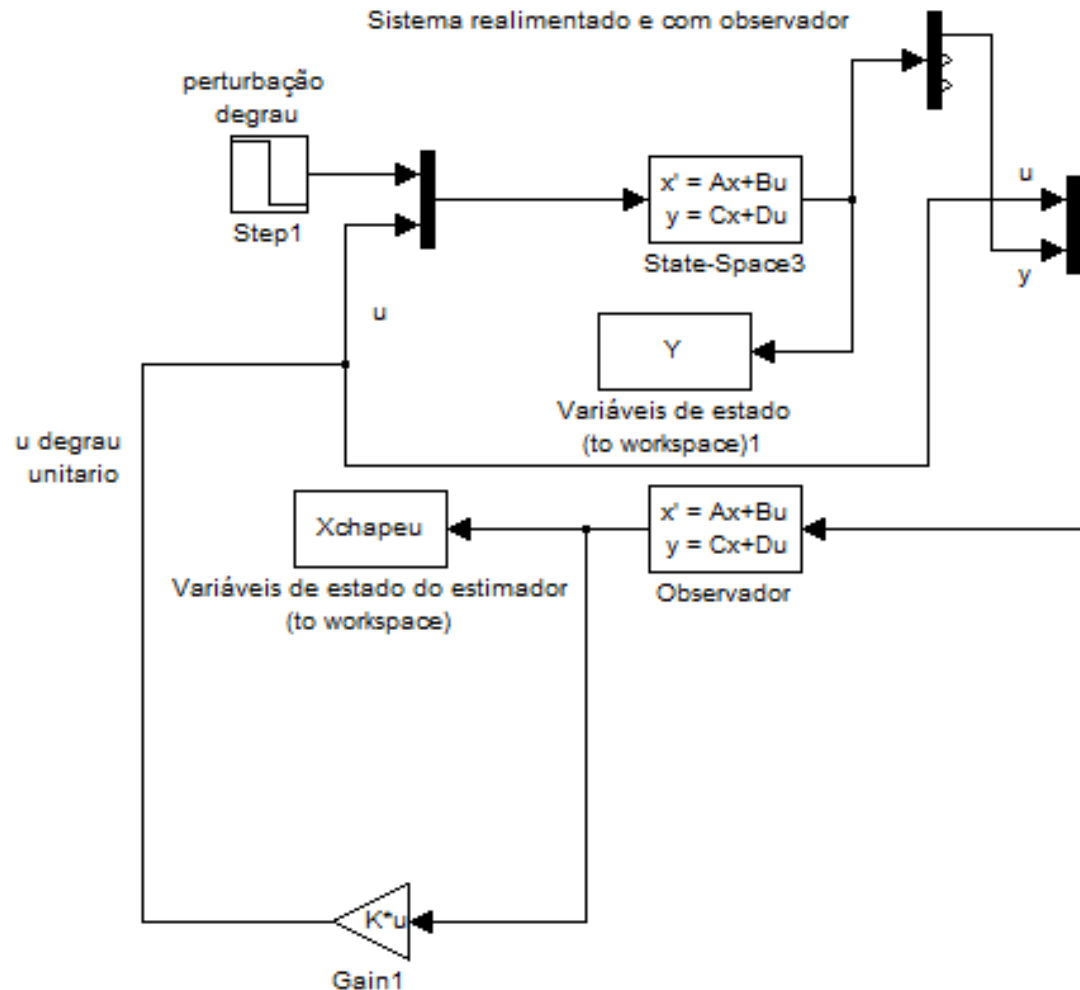 Sistema realimentado e com observador
perturbação
degrau
Step1
u
x' = Ax+Bu
y = Cx+Du
State-Space3
u
y
Y
Variáveis de estado
(to workspace)1
u degrau
unitario
Xchapeu
Variáveis de estado do estimador
(to workspace)
x' = Ax+Bu
y = Cx+Du
Observador
K*u
Gain1